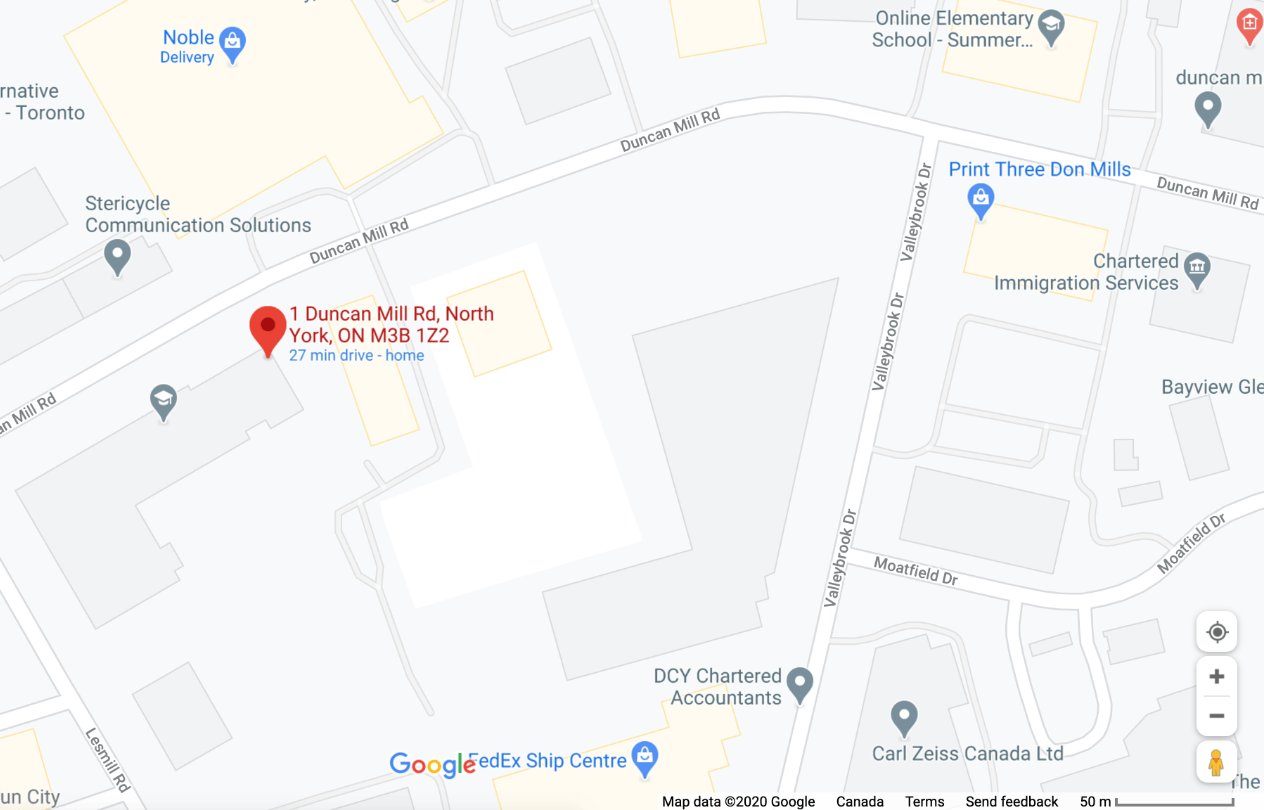 Noble
Delivery
Online Elementary
School - Summer...
rnative
- Toronto
duncan m
Duncan Mill Rd
Print Three Don Mills
Valleybrook Dr
Duncan Mill Rd
Stericycle
Communication Solutions
Duncan Mill Rd
Chartered
Immigration Services
1 Duncan Mill Rd, North
York, ON M3B 1Z2
27 min drive - home
Valleybrook Dr
an Mill Rd
Bayview Gle
Valleybrook Dr
Moatfield Dr
Moatfield Dr
DCY Chartered
Accountants
Lesmill Rd
Carl Zeiss Canada Ltd
Google
FedEx Ship Centre
The
un City
Map data ©2020 Google Canada Terms Send feedback 50 m